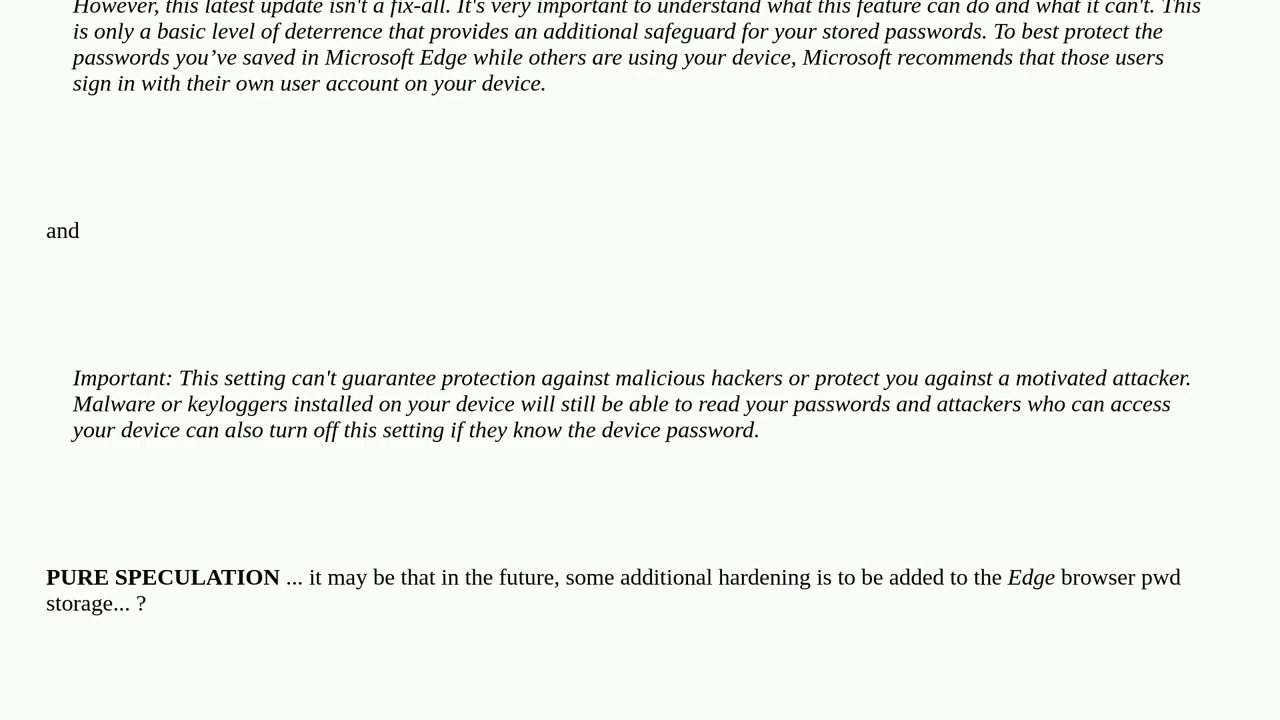 However, this latest update isn't a fix-all. It's very important to understand what this feature can do and what it can't. This
is only a basic level of deterrence that provides an additional safeguard for your stored passwords. To best protect the
passwords you’ve saved in Microsoft Edge while others are using your device, Microsoft recommends that those users
sign in with their own user account on your device.
and
Important: This setting can't guarantee protection against malicious hackers or protect you against a motivated attacker.
Malware or keyloggers installed on your device will still be able to read your passwords and attackers who can access
your device can also turn off this setting if they know the device password.
PURE SPECULATION ... it may be that in the future, some additional hardening is to be added to the Edge browser pwd
storage... ?